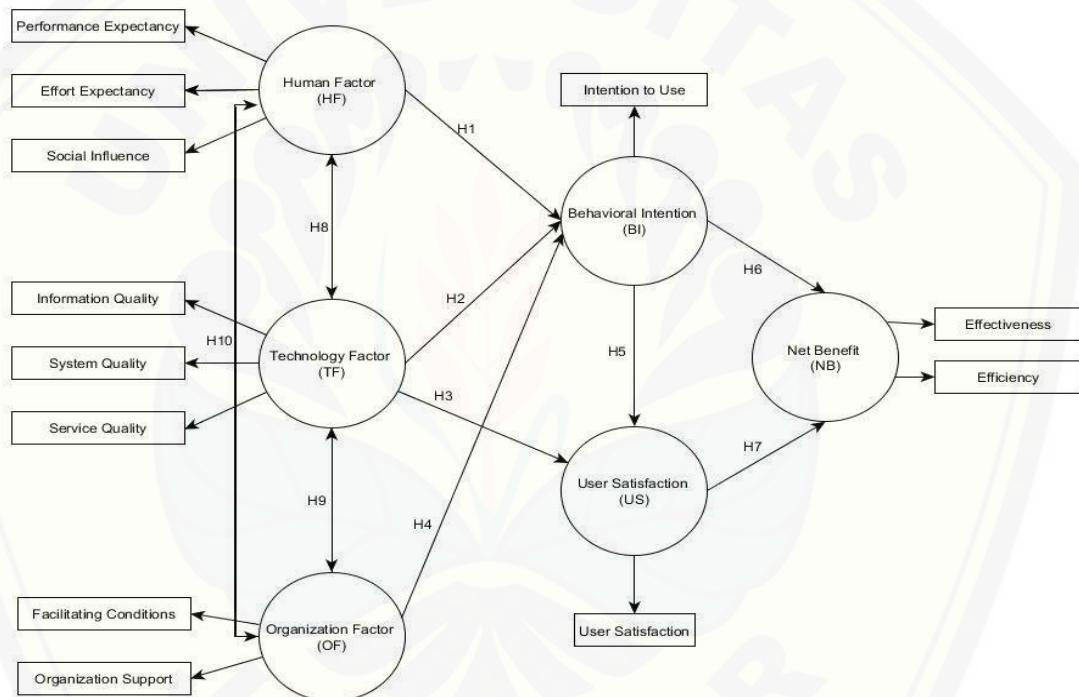 Performance Expectancy
Effort Expectancy
Social Influence
Human Factor
(HF)
H1
Intention to Use
Behavioral Intention
(BI)
H8
H2
H6
Information Quality
System Quality
Service Quality
H10
Technology Factor
(TF)
H3
H5
Net Benefit
(NB)
Effectiveness
Efficiency
H9
H4
User Satisfaction
(US)
H7
Facilitating Conditions
Organization Support
Organization Factor
(OF)
User Satisfaction
UNIVERSITAS